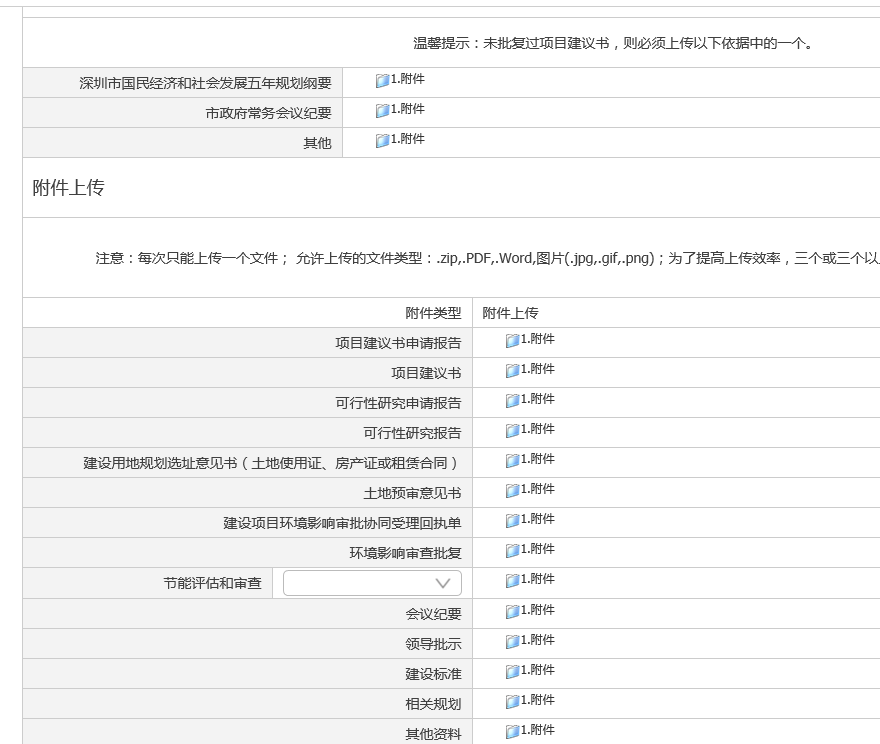 温馨提示：未批复过项目建议书，则必须上传以下依据中的一个。
深圳市国民经济和社会发展五年规划纲要 1.附件
市政府常务会议纪要 1.附件
其他 1.附件
附件上传
注意：每次只能上传一个文件； 允许上传的文件类型：.zip,.PDF,.Word,图片(.jpg,.gif,.png)；为了提高上传效率，三个或三个以
附件类型 附件上传
项目建议书申请报告 1.附件
项目建议书 1.附件
可行性研究申请报告 1.附件
可行性研究报告 1.附件
建设用地规划选址意见书（土地使用证、房产证或租赁合同） 1.附件
土地预审意见书 1.附件
建设项目环境影响审批协同受理回执单 1.附件
环境影响审查批复 1.附件
节能评估和审查 1.附件
会议纪要 1.附件
领导批示 1.附件
建设标准 1.附件
相关规划 1.附件
其他资料 1.附件